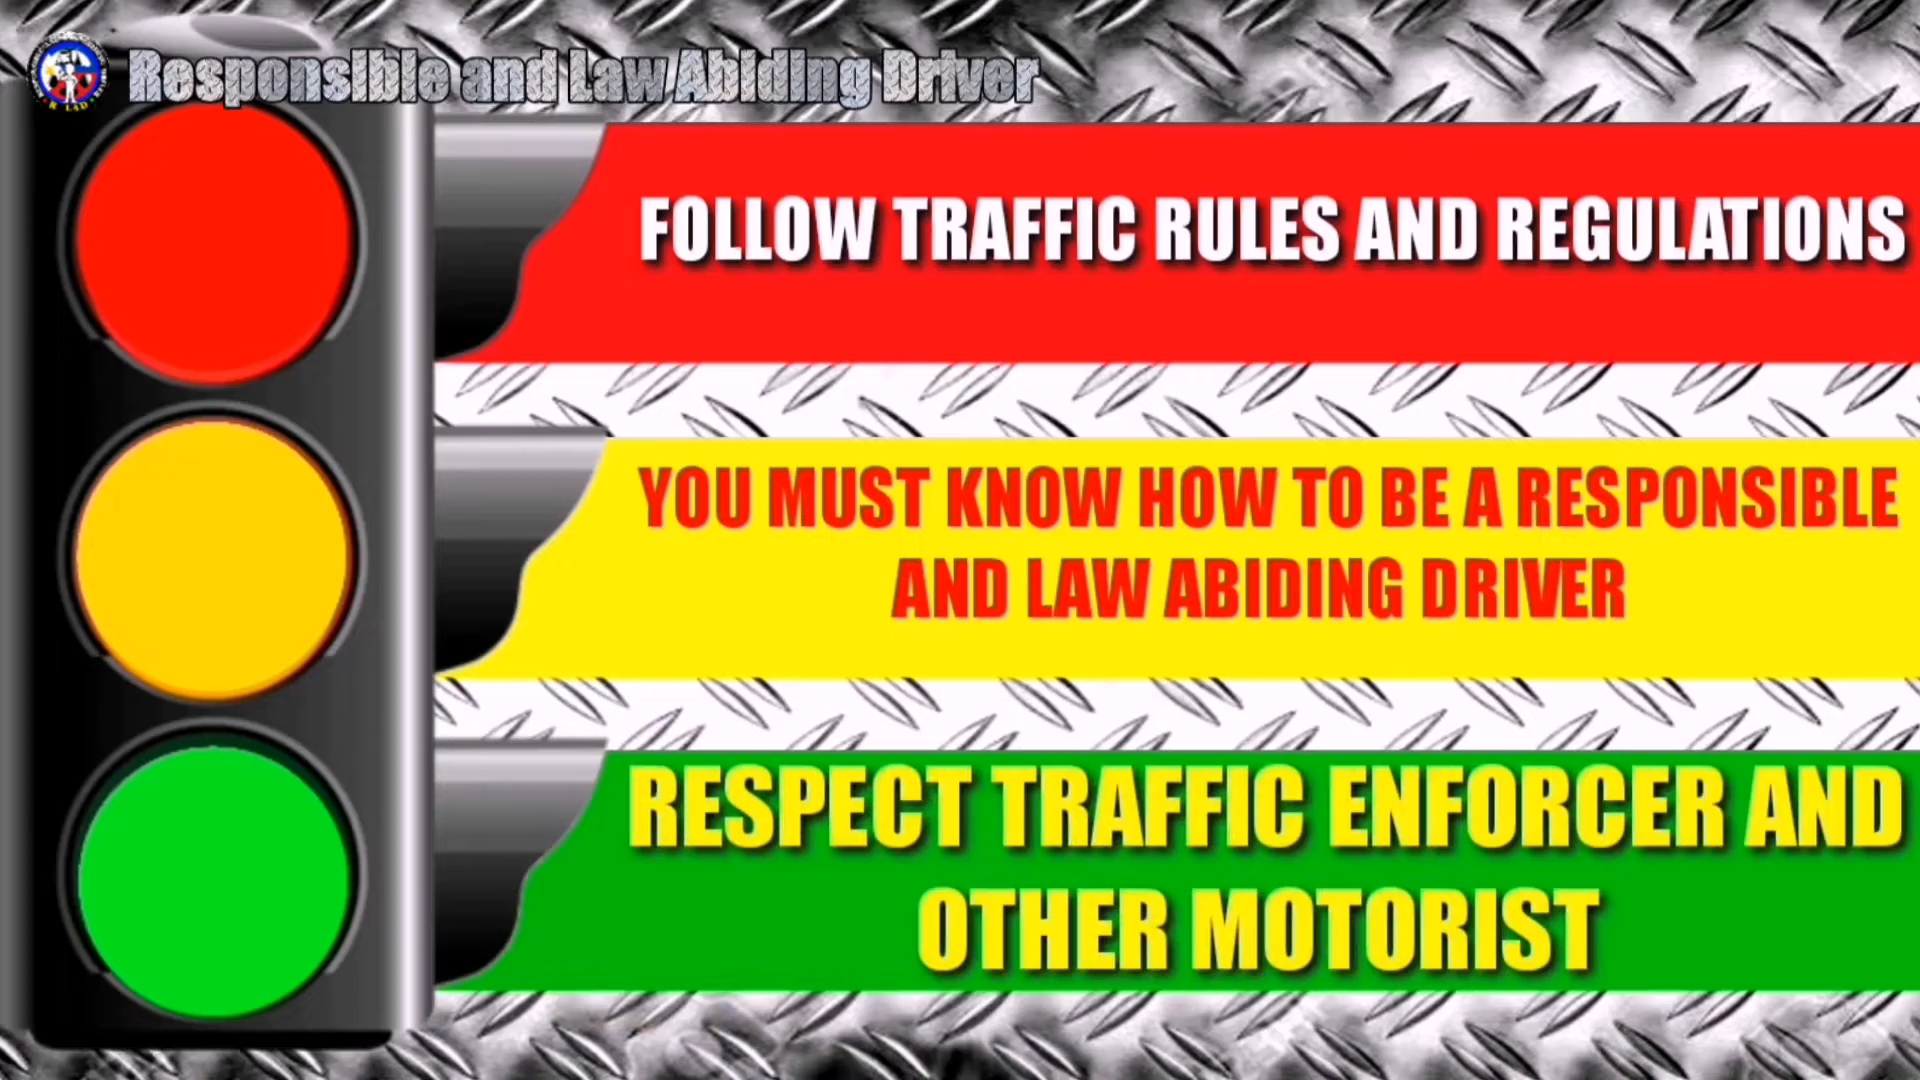 Responsible and Law Abiding Driver
FOLLOW TRAFFIC RULES AND REGULATIONS
YOU MUST KNOW HOW TO BE A RESPONSIBLE
AND LAW ABIDING DRIVER
RESPECT TRAFFIC ENFORCER AND
OTHER MOTORIST